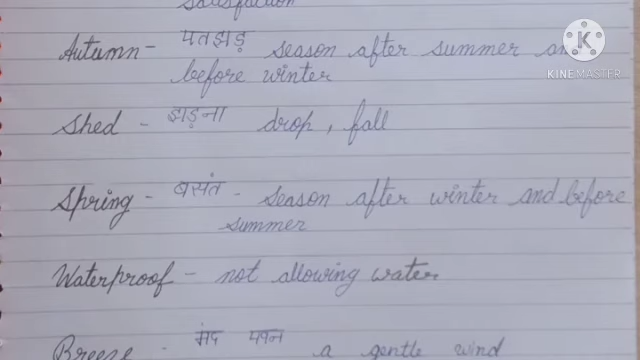 satisfaction
Autumn - पतझड़ season after summer and
before winter
Shed - झड़ना drop, fall
Spring - बसंत - season after winter and before
summer
Waterproof - not allowing water
Breeze - मंद पवन a gentle wind
KINEMASTER